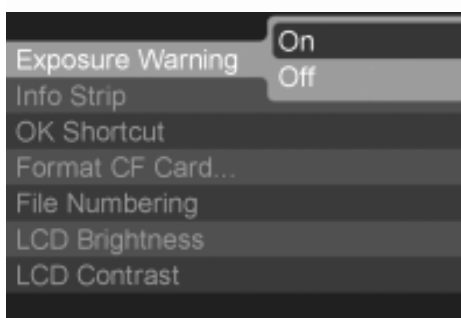 On
Exposure Warning
Off
Info Strip
OK Shortcut
Format CF Card...
File Numbering
LCD Brightness
LCD Contrast